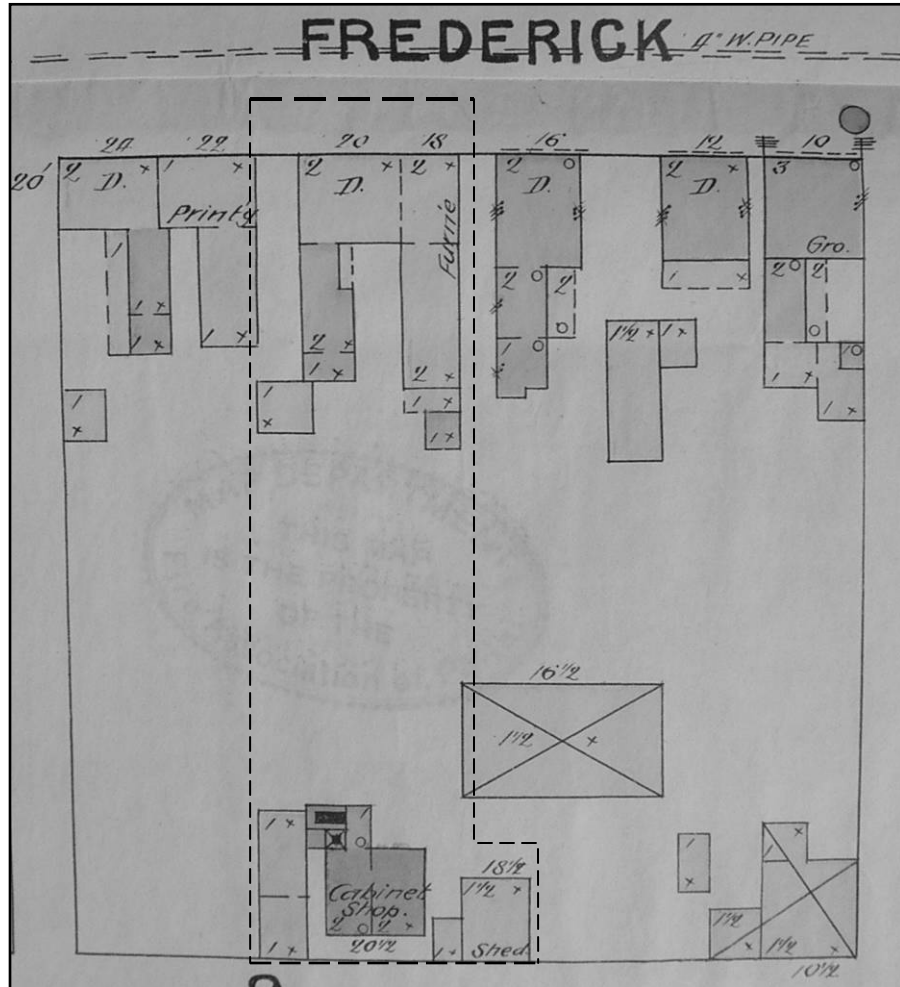 FREDERICK 4" W. PIPE
24 22 20 18 16 12 10
20' 2 x 1 x 2 x 2 x 2 2 x 3
D. D. D. D.
Print'g
Furn'e
Gro.
1 2 2 2 2
1 x 1 x 1 x 2 x 1 1½ x 1 x 1
1 x 2 x 1 x 1 x
1 x 1 x 1 x
1 x
16½
1½ x
1 x 1
x
18½
1 1
Cabinet 1½ x
Shop.
2 2 x 1½
1 x 20½ 1 x Shed x 1½ x
10½